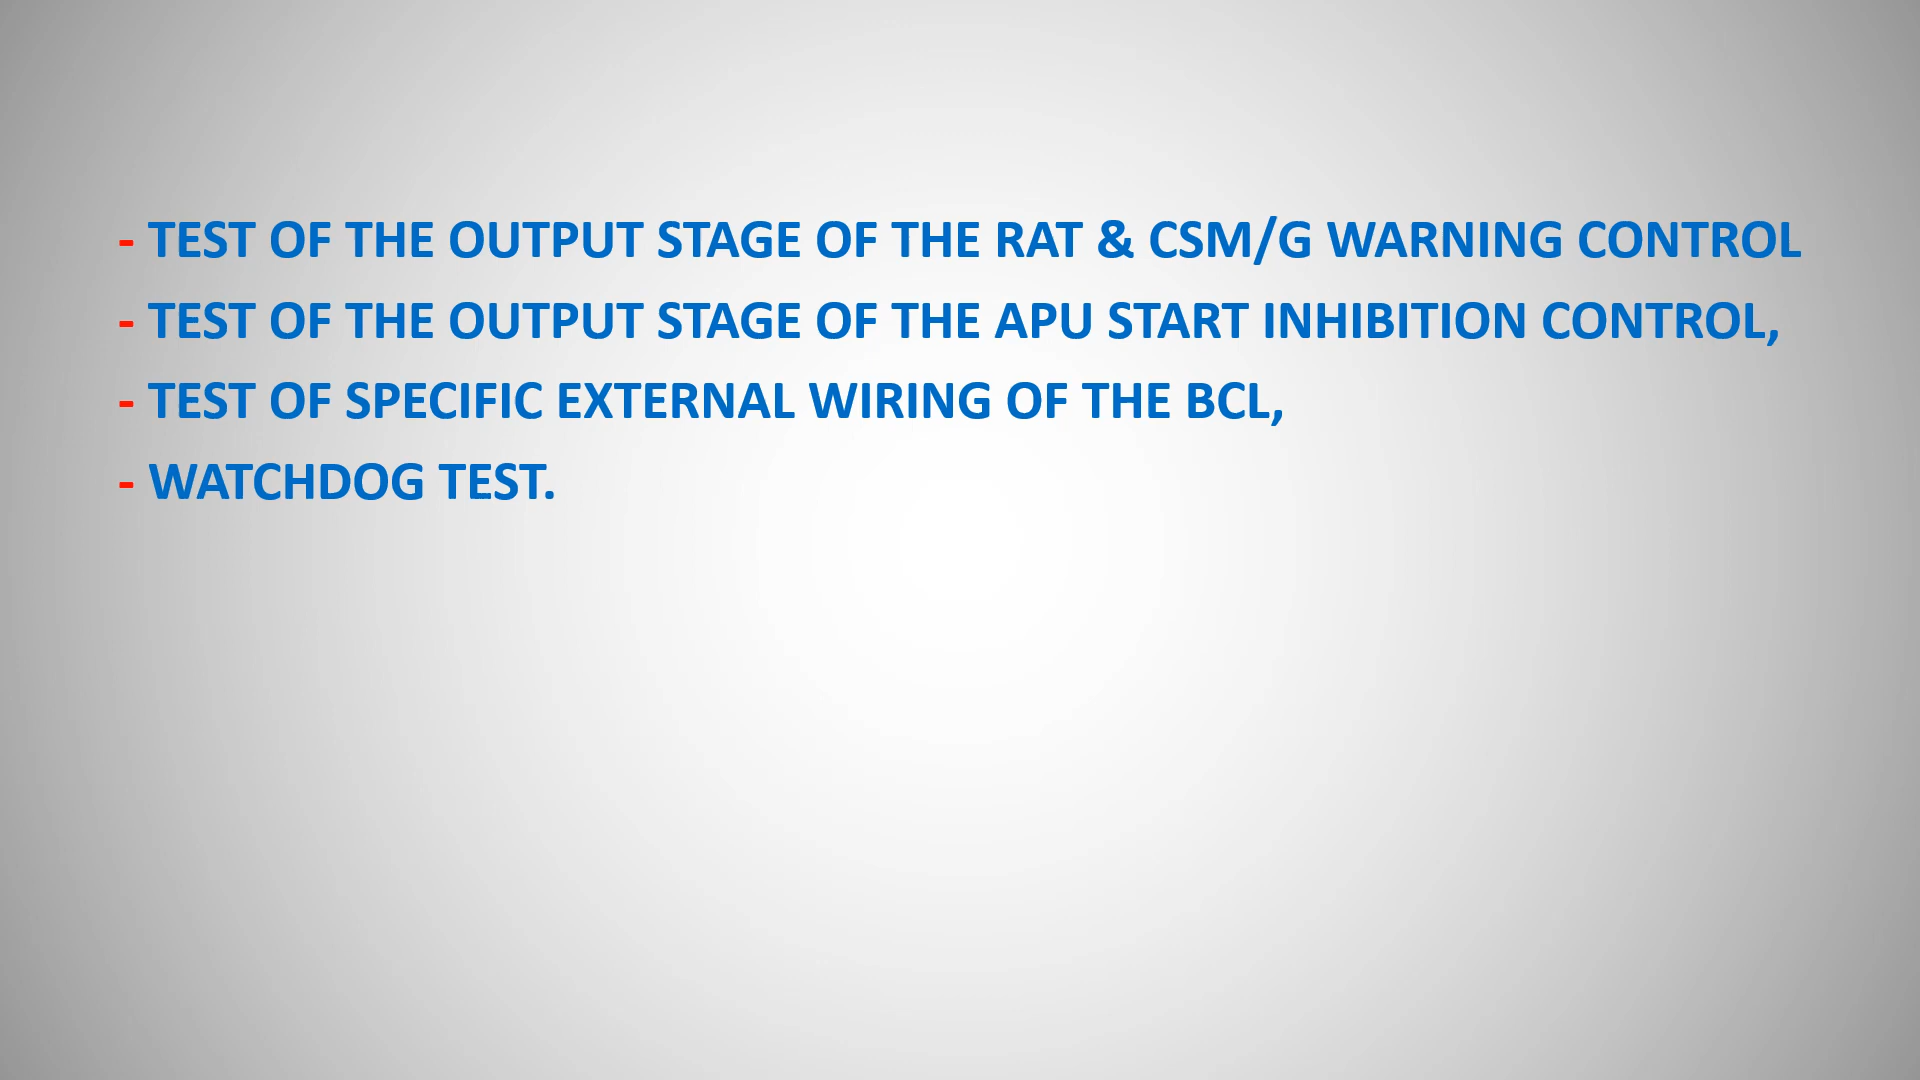 - TEST OF THE OUTPUT STAGE OF THE RAT & CSM/G WARNING CONTROL
- TEST OF THE OUTPUT STAGE OF THE APU START INHIBITION CONTROL,
- TEST OF SPECIFIC EXTERNAL WIRING OF THE BCL,
- WATCHDOG TEST.